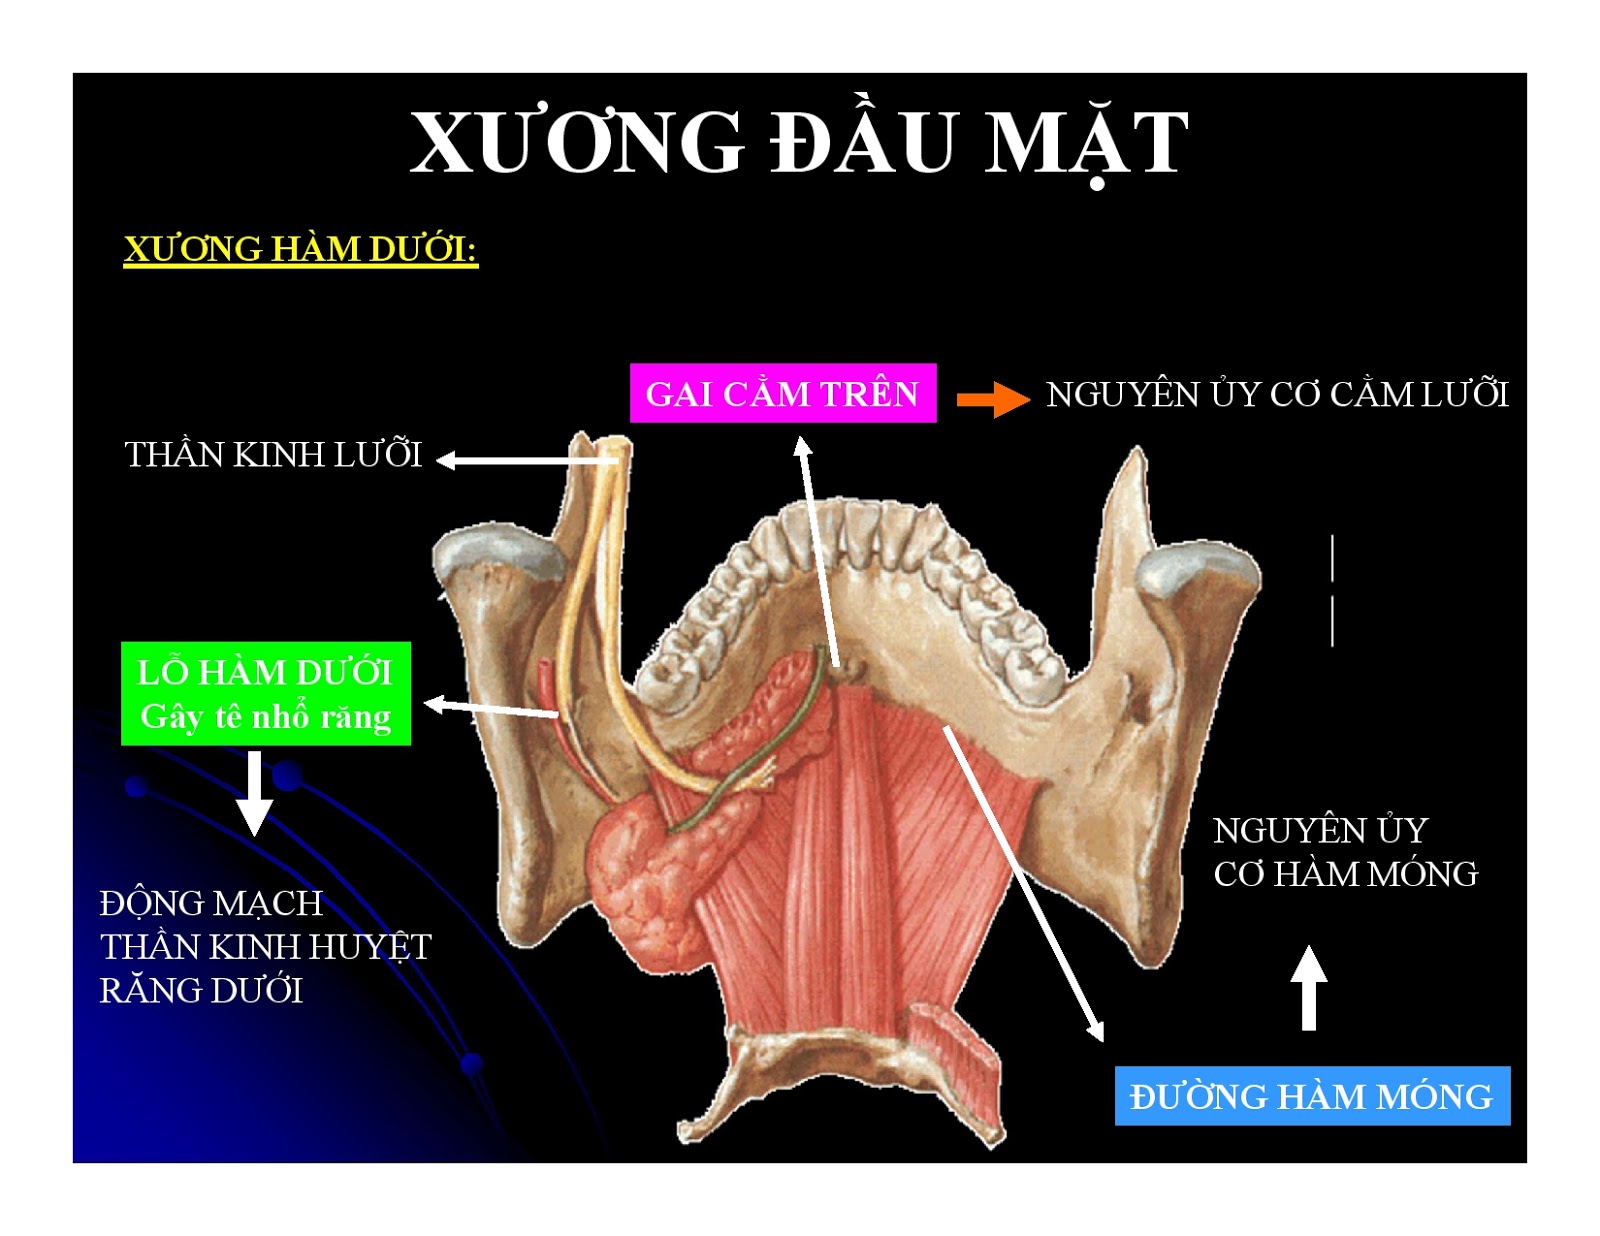 XƯƠNG ĐẦU MẶT
XƯƠNG HÀM DƯỚI:
GAI CẰM TRÊN
NGUYÊN ỦY CƠ CẰM LƯỠI
THẦN KINH LƯỠI
LỖ HÀM DƯỚI
Gây tê nhổ răng
ĐỘNG MẠCH
THẦN KINH HUYỆT
RĂNG DƯỚI
NGUYÊN ỦY
CƠ HÀM MÓNG
ĐƯỜNG HÀM MÓNG